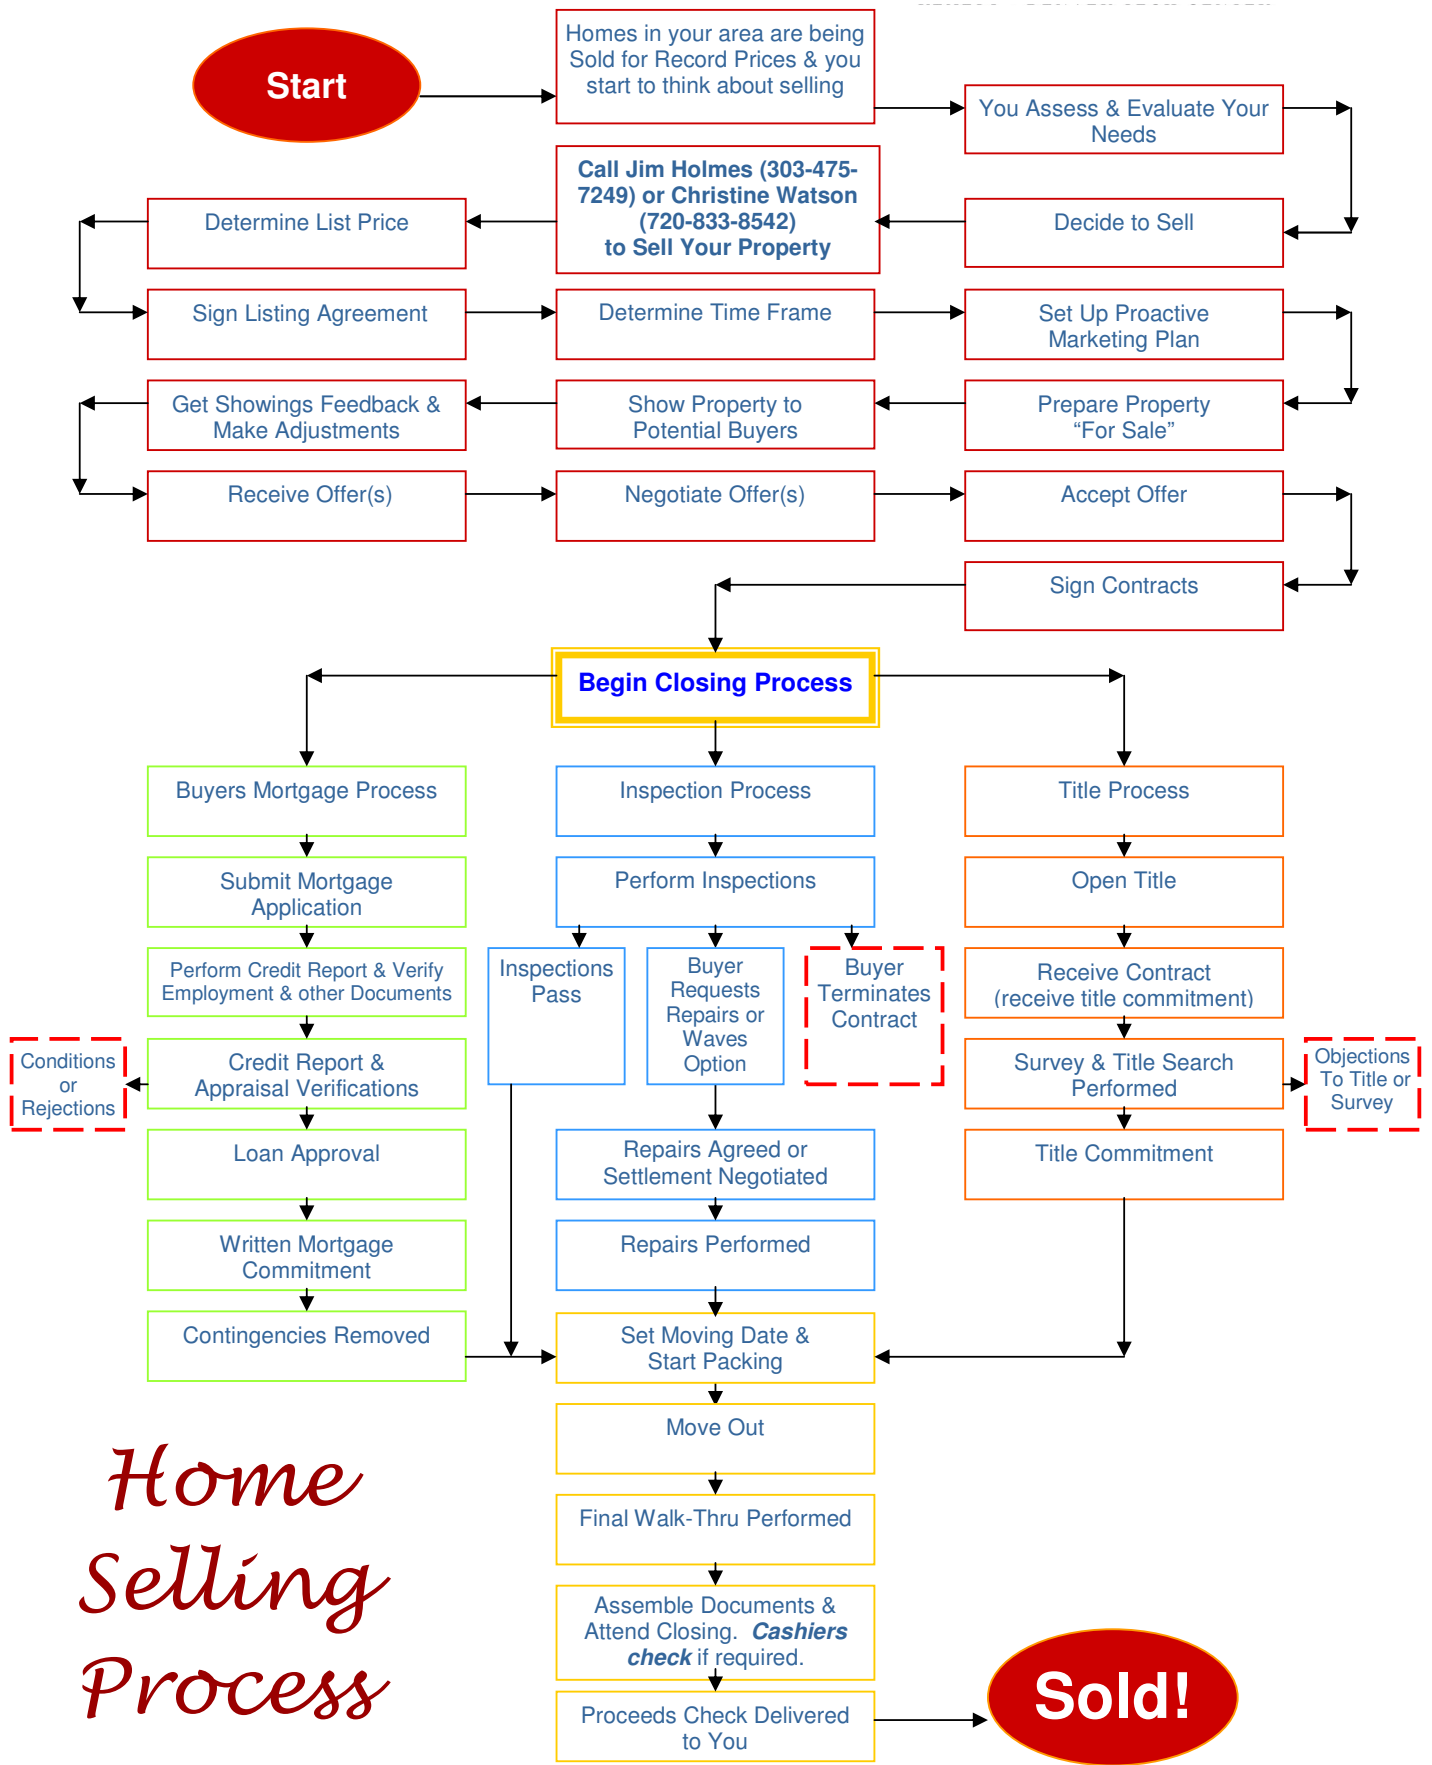 Start
Homes in your area are being
Sold for Record Prices & you
start to think about selling
You Assess & Evaluate Your
Needs
Call Jim Holmes (303-475-
7249) or Christine Watson
(720-833-8542)
to Sell Your Property
Determine List Price
Decide to Sell
Sign Listing Agreement
Determine Time Frame
Set Up Proactive
Marketing Plan
Get Showings Feedback &
Make Adjustments
Show Property to
Potential Buyers
Prepare Property
“For Sale”
Receive Offer(s)
Negotiate Offer(s)
Accept Offer
Sign Contracts
Begin Closing Process
Buyers Mortgage Process
Inspection Process
Title Process
Submit Mortgage
Application
Perform Inspections
Open Title
Perform Credit Report & Verify
Employment & other Documents
Inspections
Pass
Buyer
Requests
Repairs or
Waves
Option
Buyer
Terminates
Contract
Receive Contract
(receive title commitment)
Conditions
or
Rejections
Credit Report &
Appraisal Verifications
Survey & Title Search
Performed
Objections
To Title or
Survey
Loan Approval
Repairs Agreed or
Settlement Negotiated
Title Commitment
Written Mortgage
Commitment
Repairs Performed
Contingencies Removed
Set Moving Date &
Start Packing
Move Out
Final Walk-Thru Performed
Assemble Documents &
Attend Closing.  Cashiers
check if required.
Proceeds Check Delivered
to You
Sold!
Home
Selling
Process